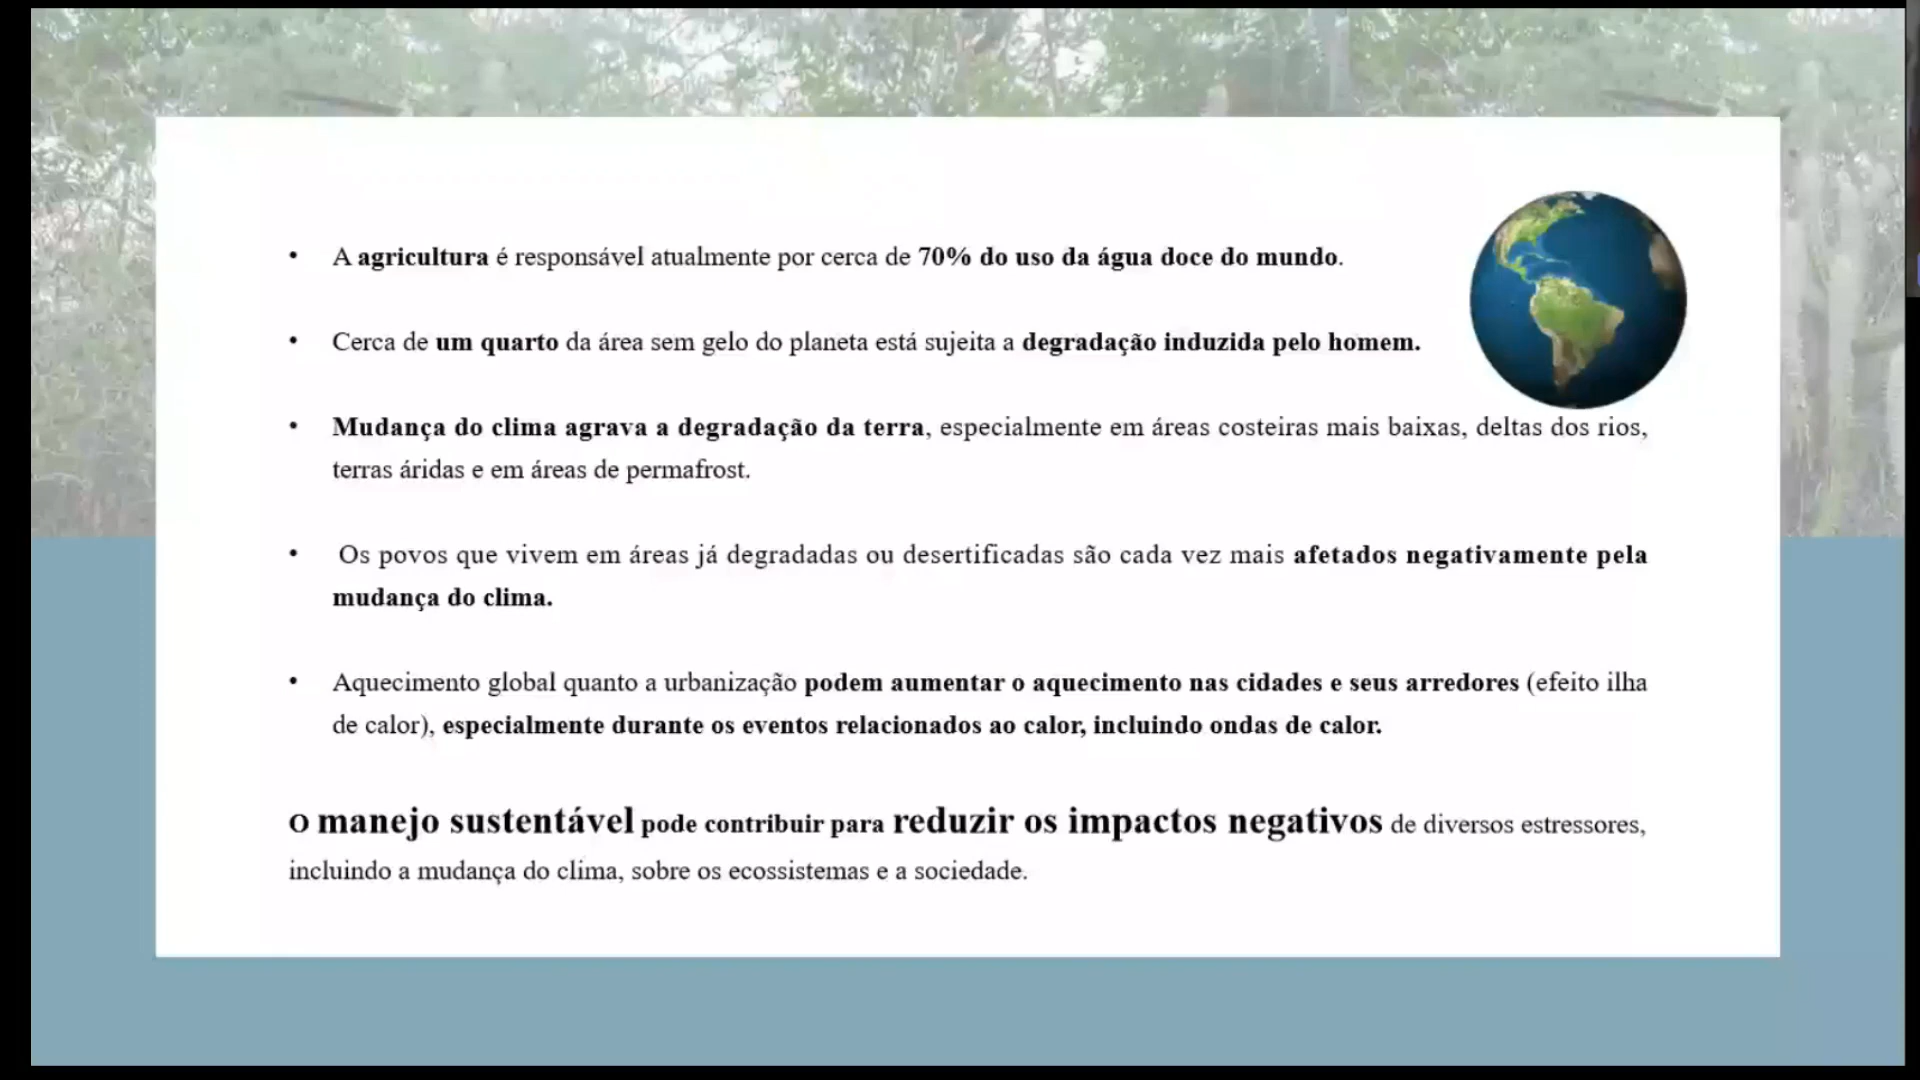 • A agricultura é responsável atualmente por cerca de 70% do uso da água doce do mundo.
• Cerca de um quarto da área sem gelo do planeta está sujeita a degradação induzida pelo homem.
• Mudança do clima agrava a degradação da terra, especialmente em áreas costeiras mais baixas, deltas dos rios,
terras áridas e em áreas de permafrost.
• Os povos que vivem em áreas já degradadas ou desertificadas são cada vez mais afetados negativamente pela
mudança do clima.
• Aquecimento global quanto a urbanização podem aumentar o aquecimento nas cidades e seus arredores (efeito ilha
de calor), especialmente durante os eventos relacionados ao calor, incluindo ondas de calor.
O manejo sustentável pode contribuir para reduzir os impactos negativos de diversos estressores,
incluindo a mudança do clima, sobre os ecossistemas e a sociedade.